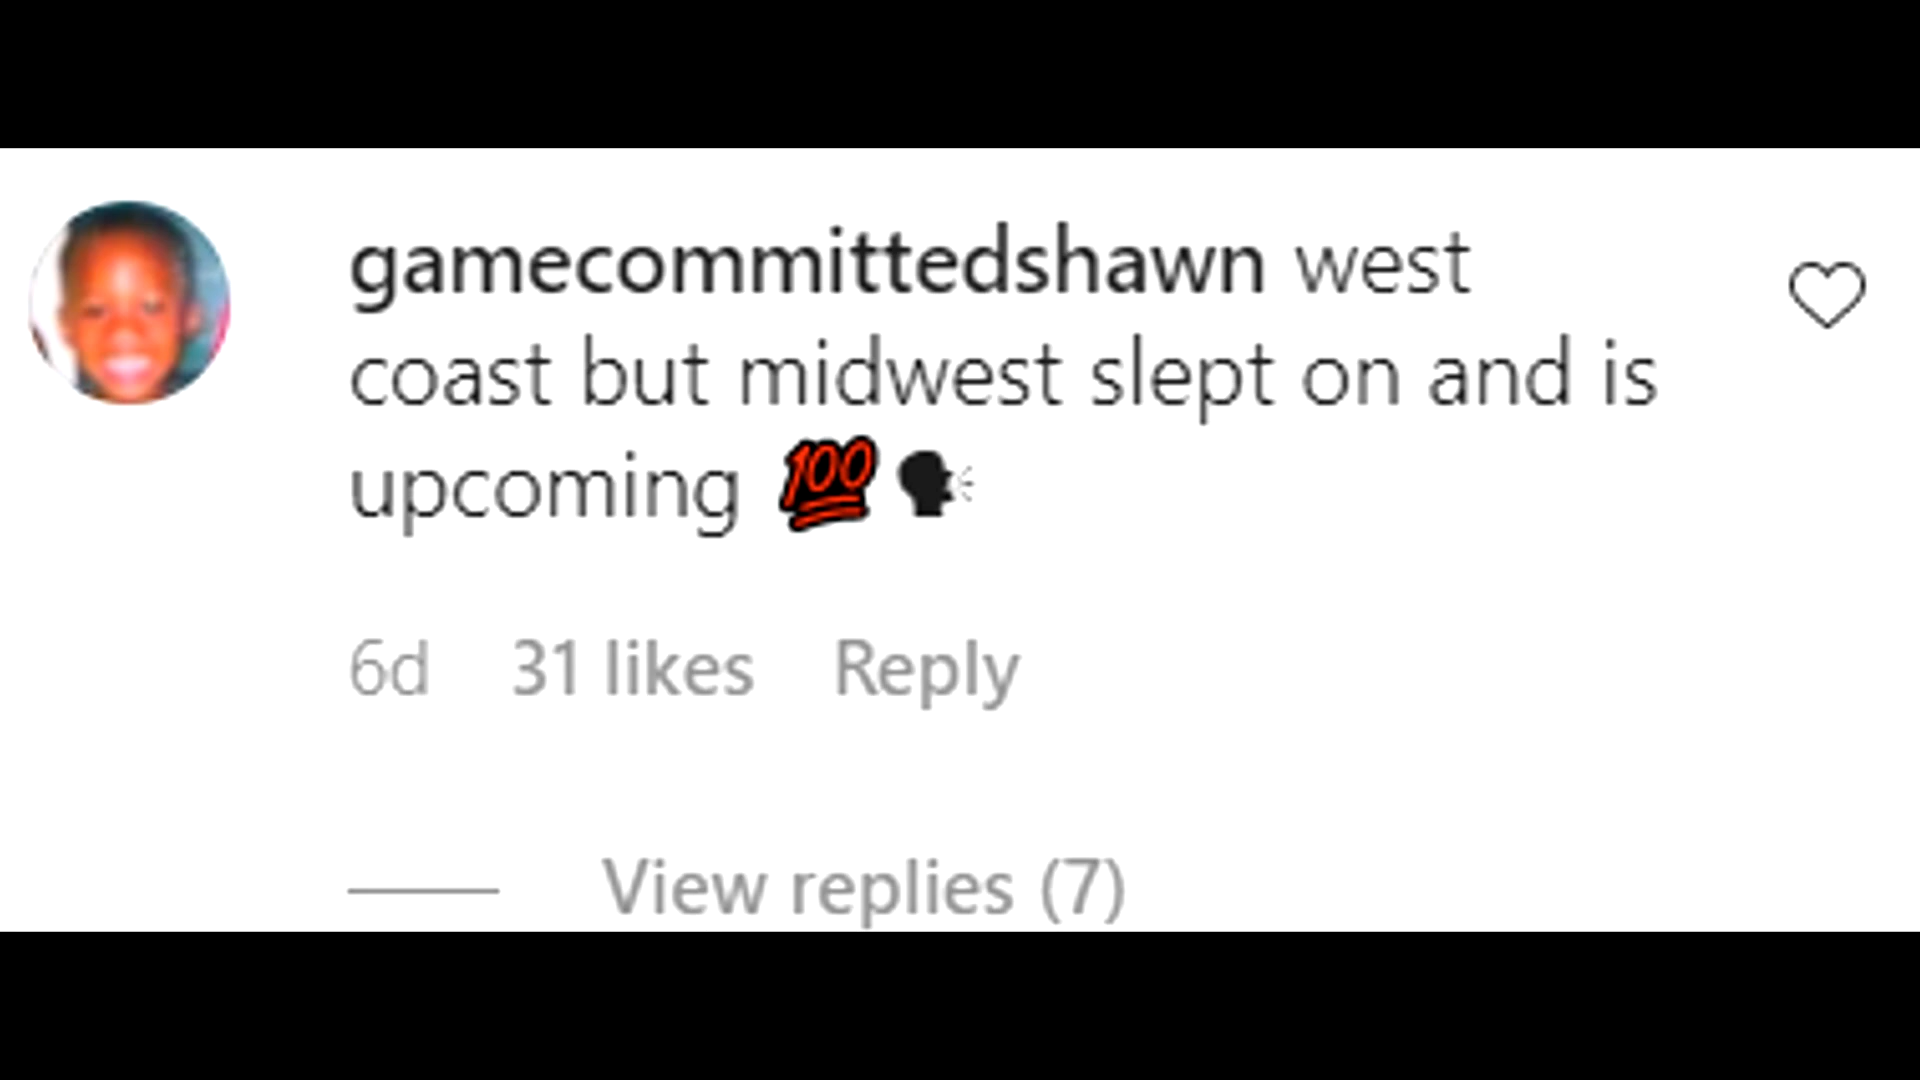 gamecommittedshawn west
coast but midwest slept on and is
upcoming 💯🗣
6d 31 likes Reply
View replies (7)